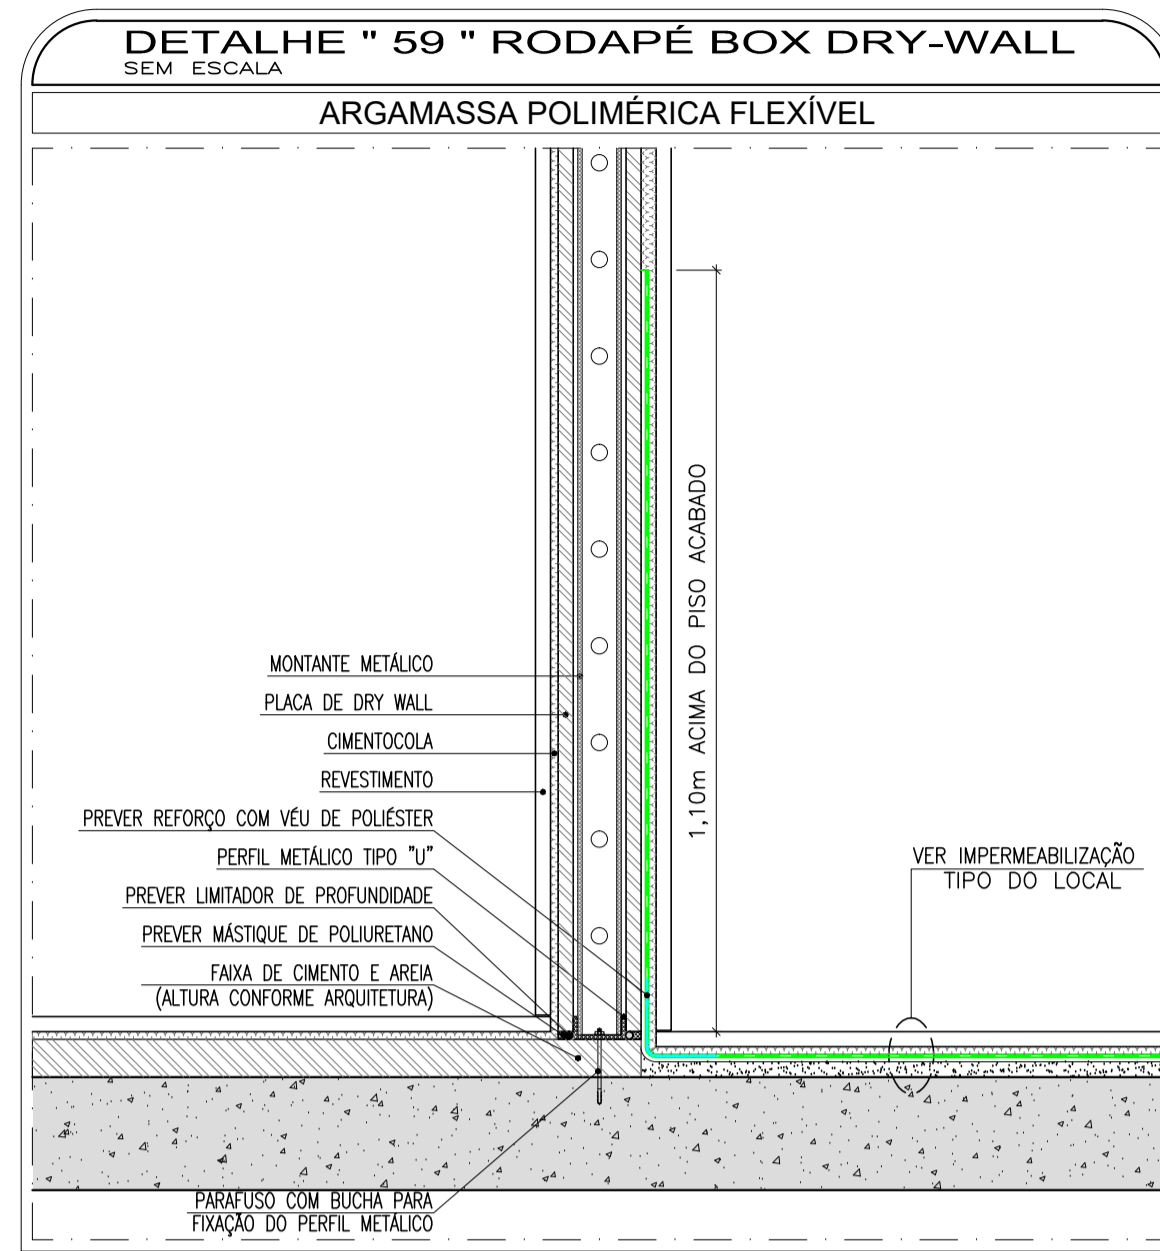 DETALHE " 59 " RODAPÉ BOX DRY-WALL
SEM ESCALA
ARGAMASSA POLIMÉRICA FLEXÍVEL
1,10m ACIMA DO PISO ACABADO
MONTANTE METÁLICO
PLACA DE DRY WALL
CIMENTOCOLA
REVESTIMENTO
PREVER REFORÇO COM VÉU DE POLIÉSTER
PERFIL METÁLICO TIPO "U"
PREVER LIMITADOR DE PROFUNDIDADE
PREVER MÁSTIQUE DE POLIURETANO
FAIXA DE CIMENTO E AREIA
(ALTURA CONFORME ARQUITETURA)
VER IMPERMEABILIZAÇÃO
TIPO DO LOCAL
PARAFUSO COM BUCHA PARA
FIXAÇÃO DO PERFIL METÁLICO